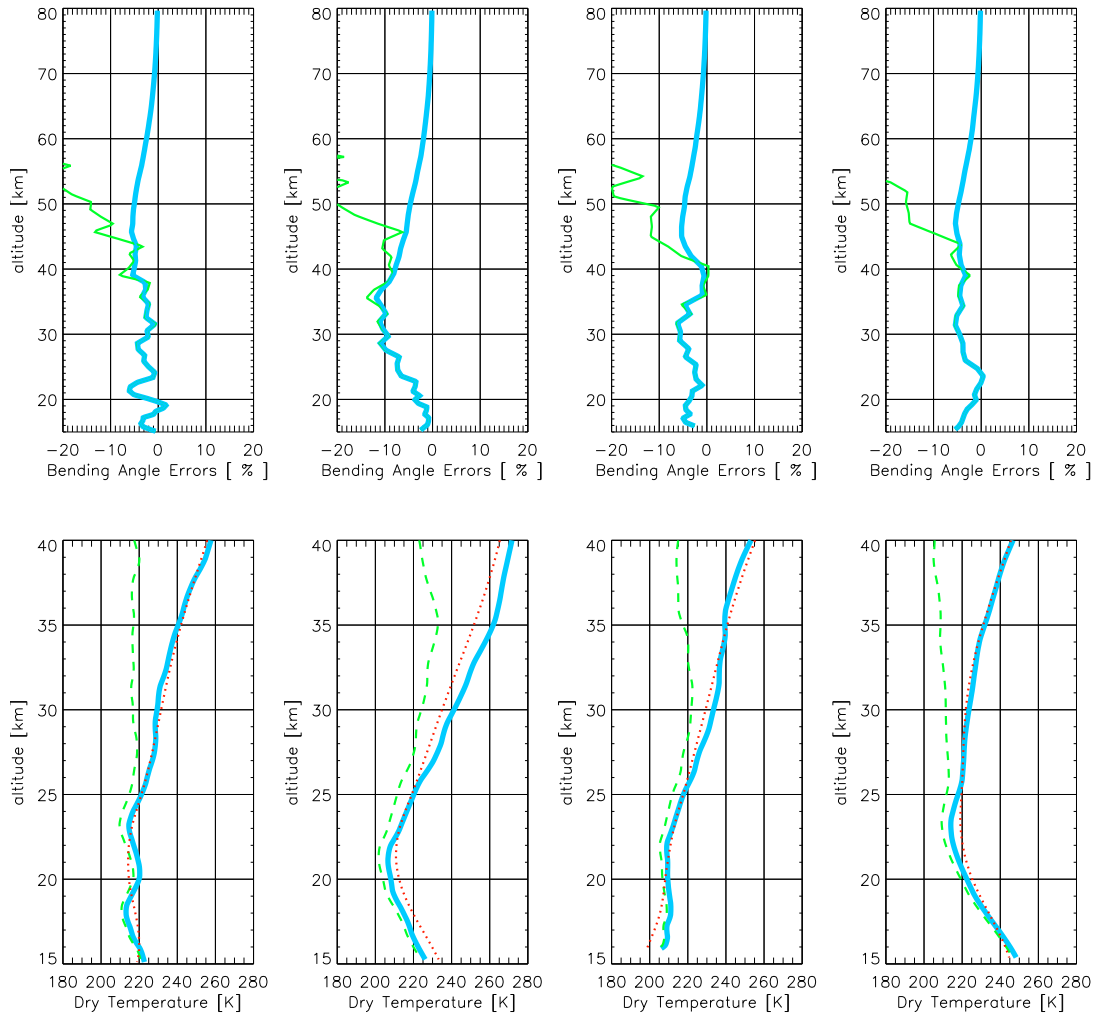 80 80 80 80
70 70 70 70
60 60 60 60
50 50 50 50
40 40 40 40
30 30 30 30
20 20 20 20
altitude [km] altitude [km] altitude [km] altitude [km]
−20 −10 0 10 20 −20 −10 0 10 20 −20 −10 0 10 20 −20 −10 0 10 20
Bending Angle Errors [ % ] Bending Angle Errors [ % ] Bending Angle Errors [ % ] Bending Angle Errors [ % ]
40 40 40 40
35 35 35 35
30 30 30 30
25 25 25 25
20 20 20 20
15 15 15 15
altitude [km] altitude [km] altitude [km] altitude [km]
180 200 220 240 260 280 180 200 220 240 260 280 180 200 220 240 260 280 180 200 220 240 260 280
Dry Temperature [K] Dry Temperature [K] Dry Temperature [K] Dry Temperature [K]